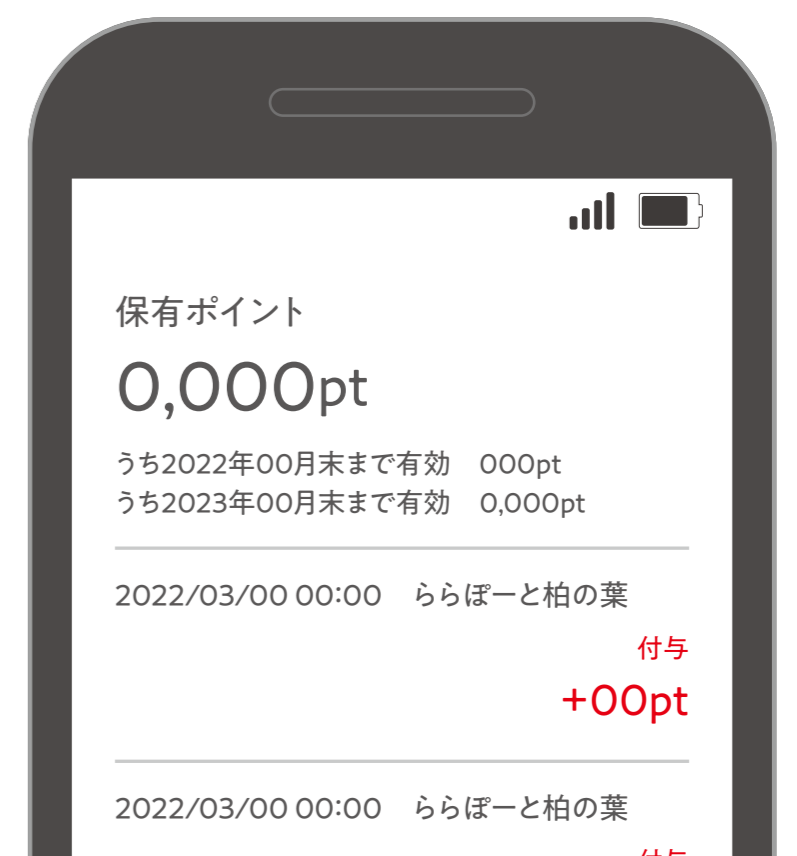 保有ポイント
0,000pt
うち2022年00月末まで有効　000pt
うち2023年00月末まで有効　0,000pt
2022/03/00 00:00　ららぽーと柏の葉
付与
+00pt
2022/03/00 00:00　ららぽーと柏の葉
付与